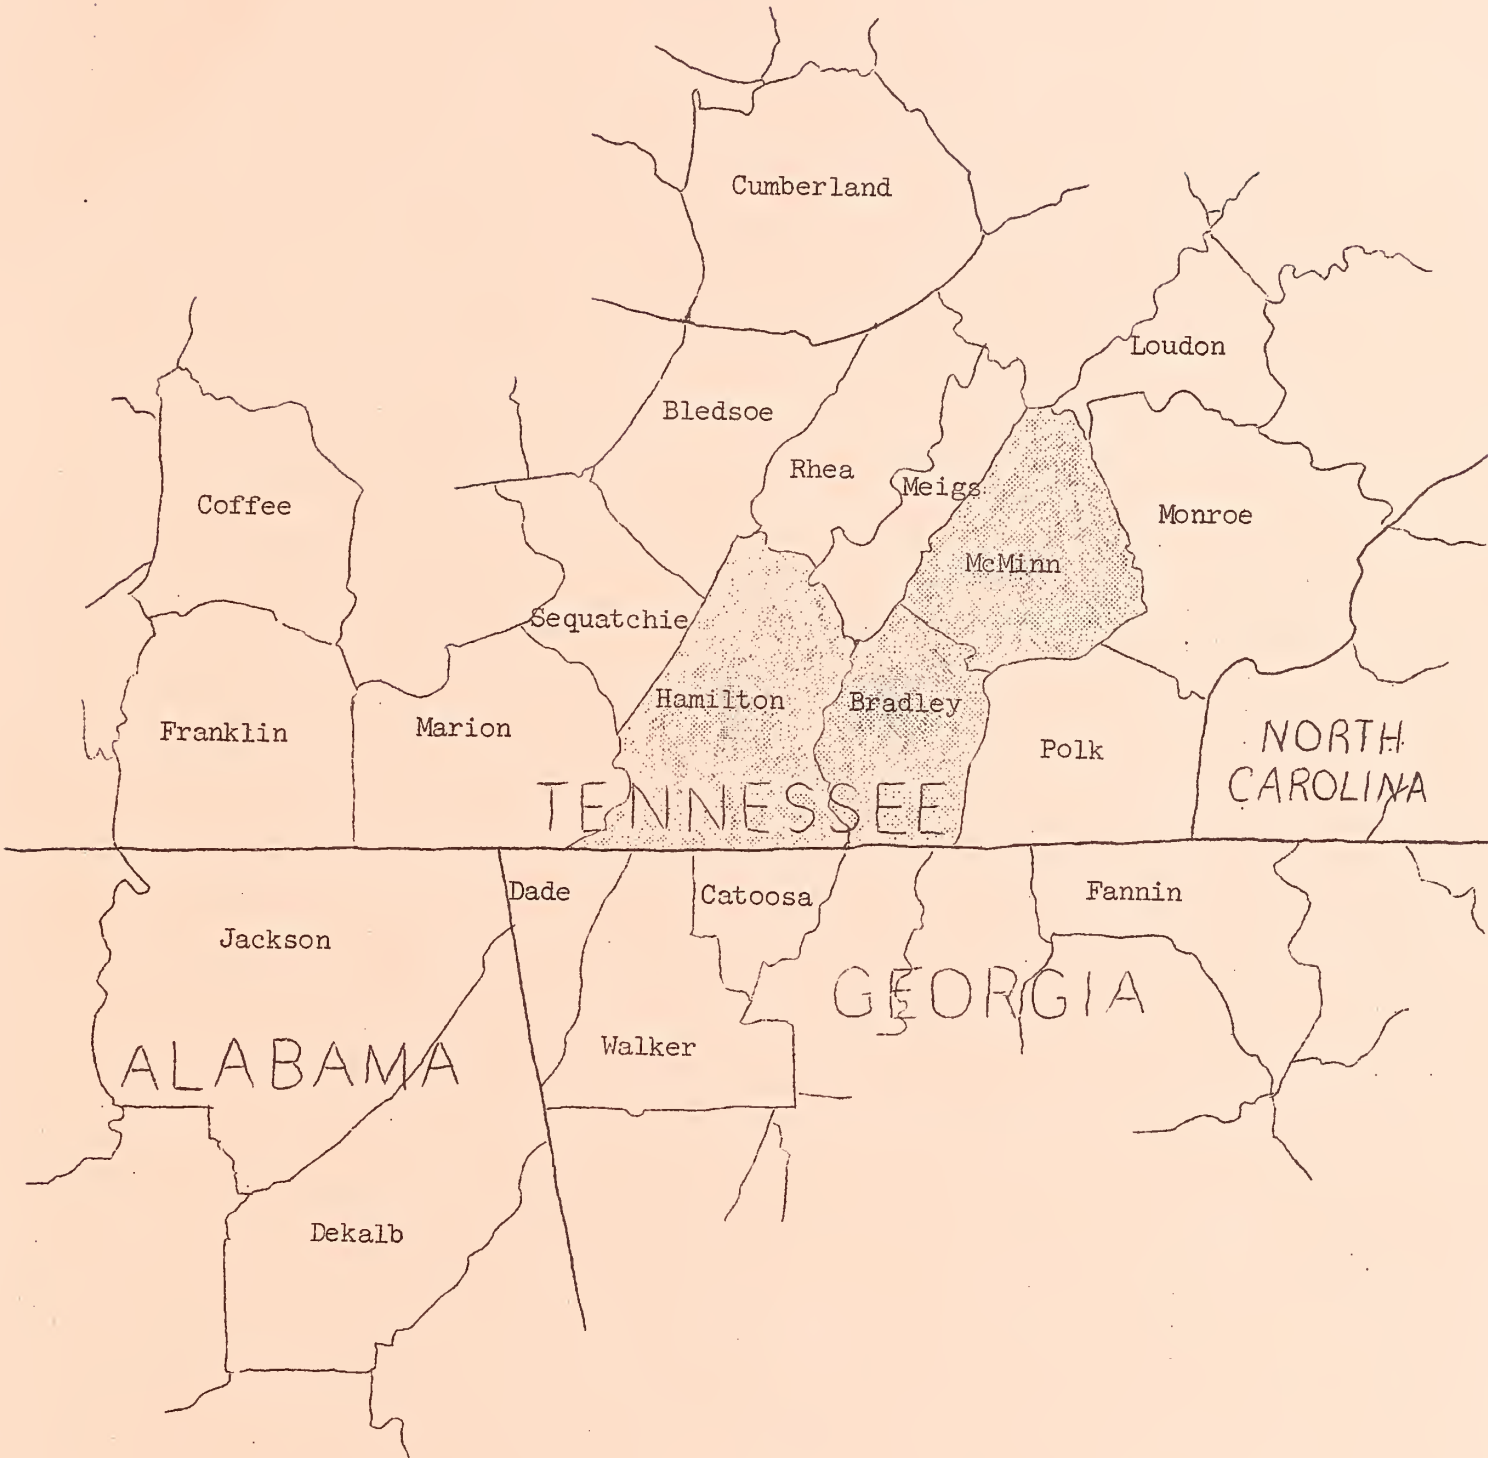 Cumberland
Loudon
Bledsoe
Rhea
Meigs
Coffee
Monroe
McMinn
Sequatchie
Hamilton
Bradley
Franklin
Marion
Polk
NORTH
CAROLINA
TENNESSEE
Dade
Catoosa
Fannin
Jackson
GEORGIA
Walker
ALABAMA
Dekalb